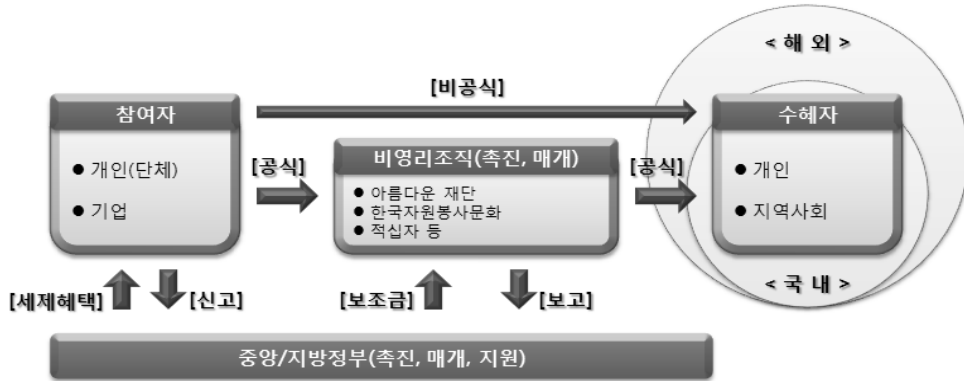 < 해 외 >
[비공식]
참여자
● 개인(단체)
● 기업
[공식]
비영리조직(촉진, 매개)
● 아름다운 재단
● 한국자원봉사문화
● 적십자 등
[공식]
수혜자
● 개인
● 지역사회
< 국 내 >
[세제혜택]
[신고]
[보조금]
[보고]
중앙/지방정부(촉진, 매개, 지원)